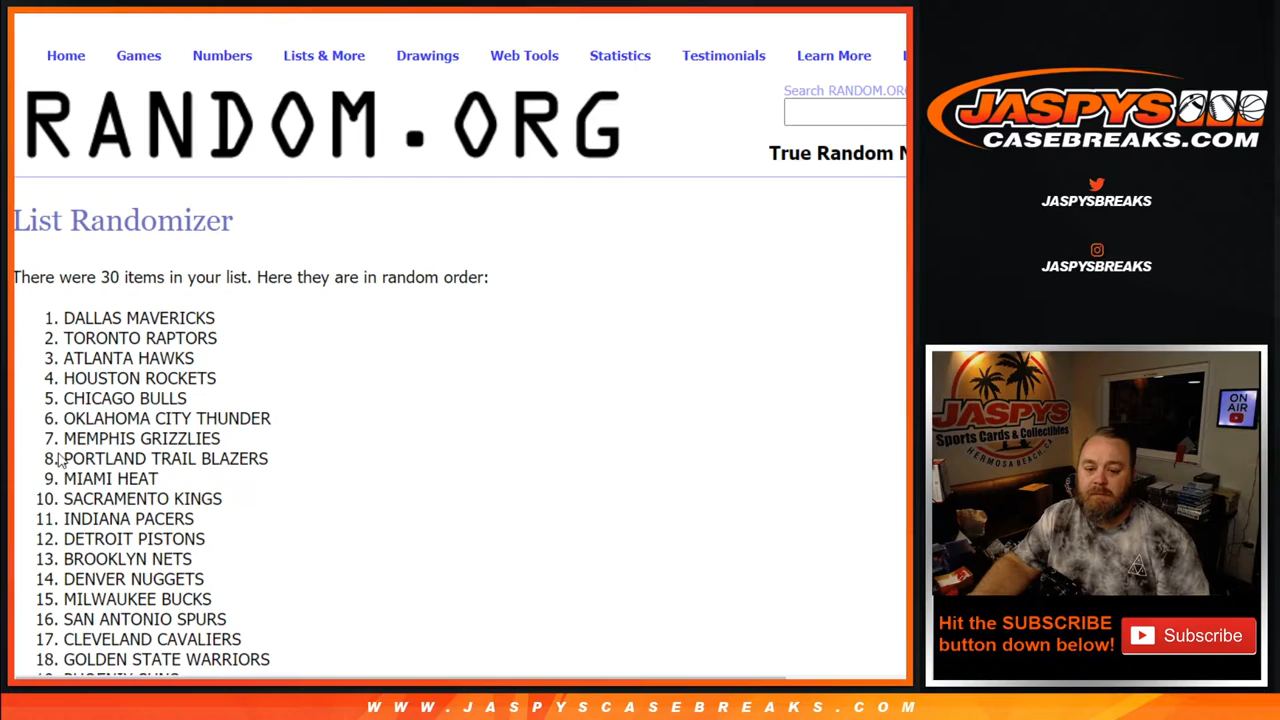 Home Games Numbers Lists & More Drawings Web Tools Statistics Testimonials Learn More
Search RANDOM.ORG
RANDOM.ORG
True Random N
List Randomizer
There were 30 items in your list. Here they are in random order:
1. DALLAS MAVERICKS
2. TORONTO RAPTORS
3. ATLANTA HAWKS
4. HOUSTON ROCKETS
5. CHICAGO BULLS
6. OKLAHOMA CITY THUNDER
7. MEMPHIS GRIZZLIES
8. PORTLAND TRAIL BLAZERS
9. MIAMI HEAT
10. SACRAMENTO KINGS
11. INDIANA PACERS
12. DETROIT PISTONS
13. BROOKLYN NETS
14. DENVER NUGGETS
15. MILWAUKEE BUCKS
16. SAN ANTONIO SPURS
17. CLEVELAND CAVALIERS
18. GOLDEN STATE WARRIORS
JASPYS
CASEBREAKS.COM
JASPYSBREAKS
JASPYSBREAKS
JASPYS
Sports Cards & Collectibles
HERMOSA BEACH, CA
ON
AIR
Hit the SUBSCRIBE
button down below!
Subscribe
WWW.JASPYSCASEBREAKS.COM